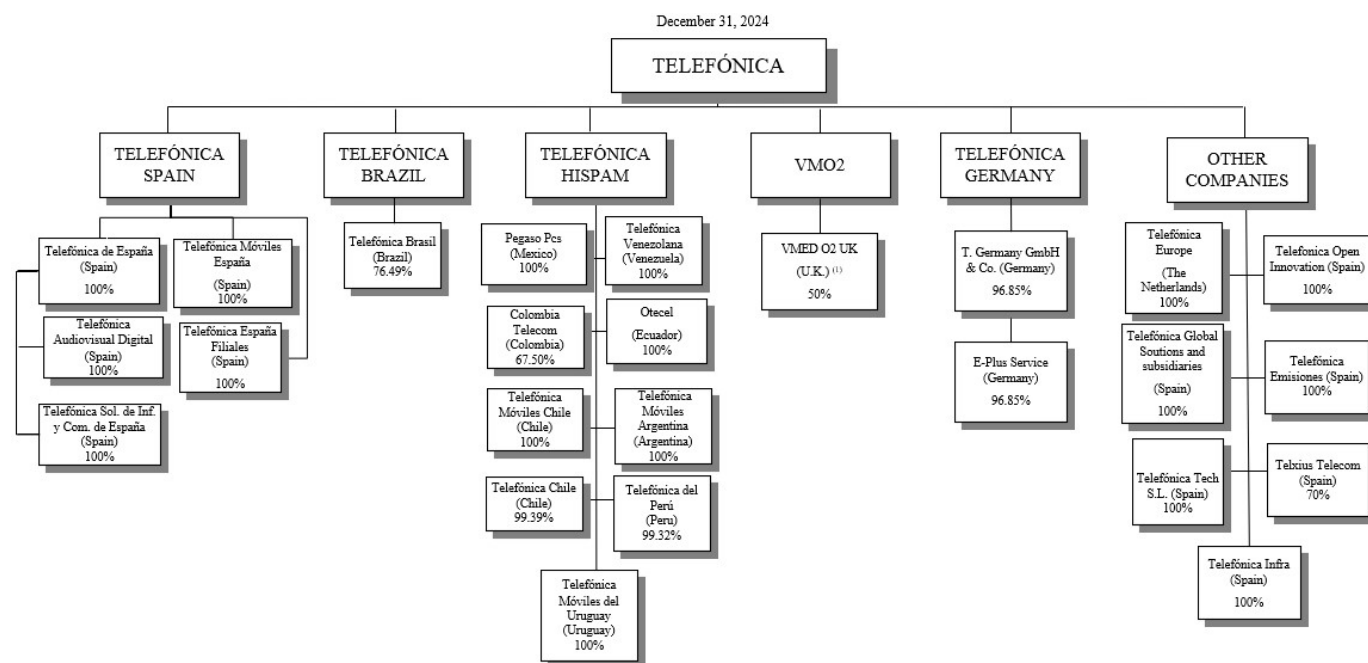 December 31, 2024
TELEFÓNICA
TELEFÓNICA
SPAIN
TELEFÓNICA
BRAZIL
TELEFÓNICA
HISPAM
VMO2
TELEFÓNICA
GERMANY
OTHER
COMPANIES
Telefónica de España
(Spain)
100%
Telefónica Móviles
España
(Spain)
100%
Telefónica
Audiovisual Digital
(Spain)
100%
Telefónica España
Filiales
(Spain)
100%
Telefónica Sol. de Inf.
y Com. de España
(Spain)
100%
Telefónica Brasil
(Brazil)
76.49%
Pegaso Pcs
(Mexico)
100%
Telefónica
Venezolana
(Venezuela)
100%
Colombia
Telecom
(Colombia)
67.50%
Otecel
(Ecuador)
100%
Telefónica
Móviles Chile
(Chile)
100%
Telefónica
Móviles
Argentina
(Argentina)
100%
Telefónica Chile
(Chile)
99.39%
Telefónica del
Perú
(Peru)
99.32%
Telefónica
Móviles del
Uruguay
(Uruguay)
100%
VMED O2 UK
(U.K.) (1)
50%
T. Germany GmbH
& Co. (Germany)
96.85%
E-Plus Service
(Germany)
96.85%
Telefónica
Europe
(The
Netherlands)
100%
Telefonica Open
Innovation (Spain)
100%
Telefónica Global
Soutions and
subsidiaries
(Spain)
100%
Telefónica
Emisiones (Spain)
100%
Telefónica Tech
S.L. (Spain)
100%
Telxius Telecom
(Spain)
70%
Telefónica Infra
(Spain)
100%